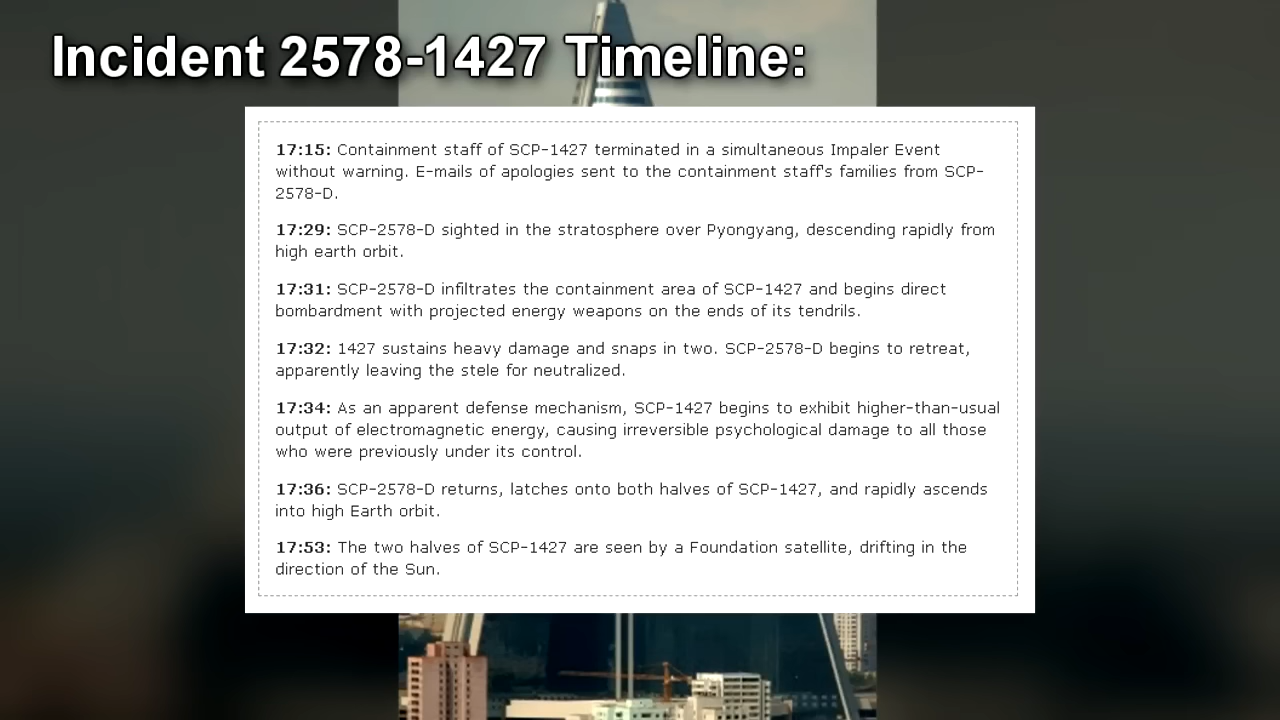 Incident 2578-1427 Timeline:
17:15: Containment staff of SCP-1427 terminated in a simultaneous Impaler Event
without warning. E-mails of apologies sent to the containment staff's families from SCP-
2578-D.
17:29: SCP-2578-D sighted in the stratosphere over Pyongyang, descending rapidly from
high earth orbit.
17:31: SCP-2578-D infiltrates the containment area of SCP-1427 and begins direct
bombardment with projected energy weapons on the ends of its tendrils.
17:32: 1427 sustains heavy damage and snaps in two. SCP-2578-D begins to retreat,
apparently leaving the stele for neutralized.
17:34: As an apparent defense mechanism, SCP-1427 begins to exhibit higher-than-usual
output of electromagnetic energy, causing irreversible psychological damage to all those
who were previously under its control.
17:36: SCP-2578-D returns, latches onto both halves of SCP-1427, and rapidly ascends
into high Earth orbit.
17:53: The two halves of SCP-1427 are seen by a Foundation satellite, drifting in the
direction of the Sun.